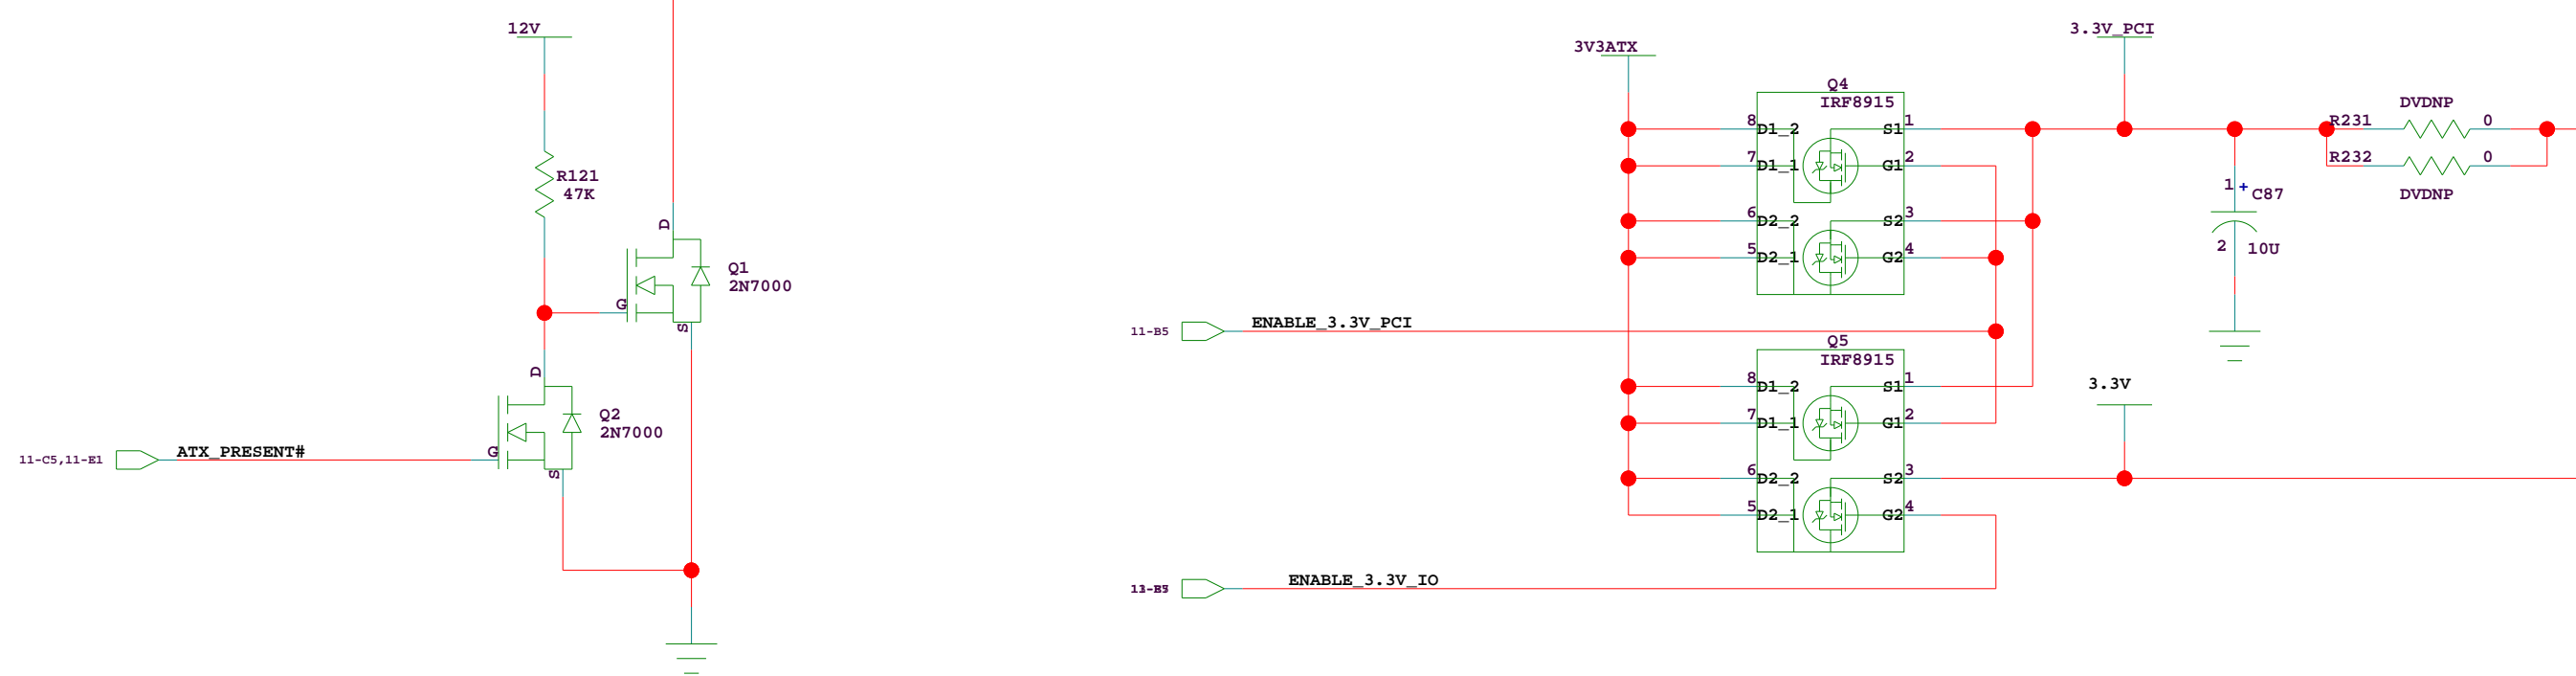 12V
R121
47K
D
G
S
Q1
2N7000
D
G
S
Q2
2N7000
11-C5,11-E1
ATX_PRESENT#
3V3ATX
Q4
IRF8915
8 D1_2 S1 1
7 D1_1 G1 2
6 D2_2 S2 3
5 D2_1 G2 4
11-B5
ENABLE_3.3V_PCI
Q5
IRF8915
8 D1_2 S1 1
7 D1_1 G1 2
6 D2_2 S2 3
5 D2_1 G2 4
ENABLE_3.3V_IO
3.3V_PCI
DVDNP
R231 0
R232 0
DVDNP
1 +
C87
2
10U
3.3V